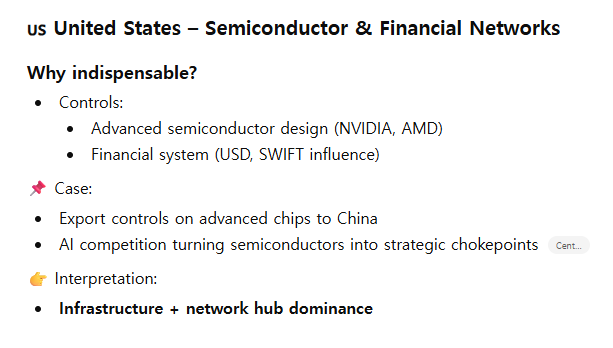 US United States – Semiconductor & Financial Networks
Why indispensable?
• Controls:
• Advanced semiconductor design (NVIDIA, AMD)
• Financial system (USD, SWIFT influence)
📌 Case:
• Export controls on advanced chips to China
• AI competition turning semiconductors into strategic chokepoints Cent...
👉 Interpretation:
• Infrastructure + network hub dominance